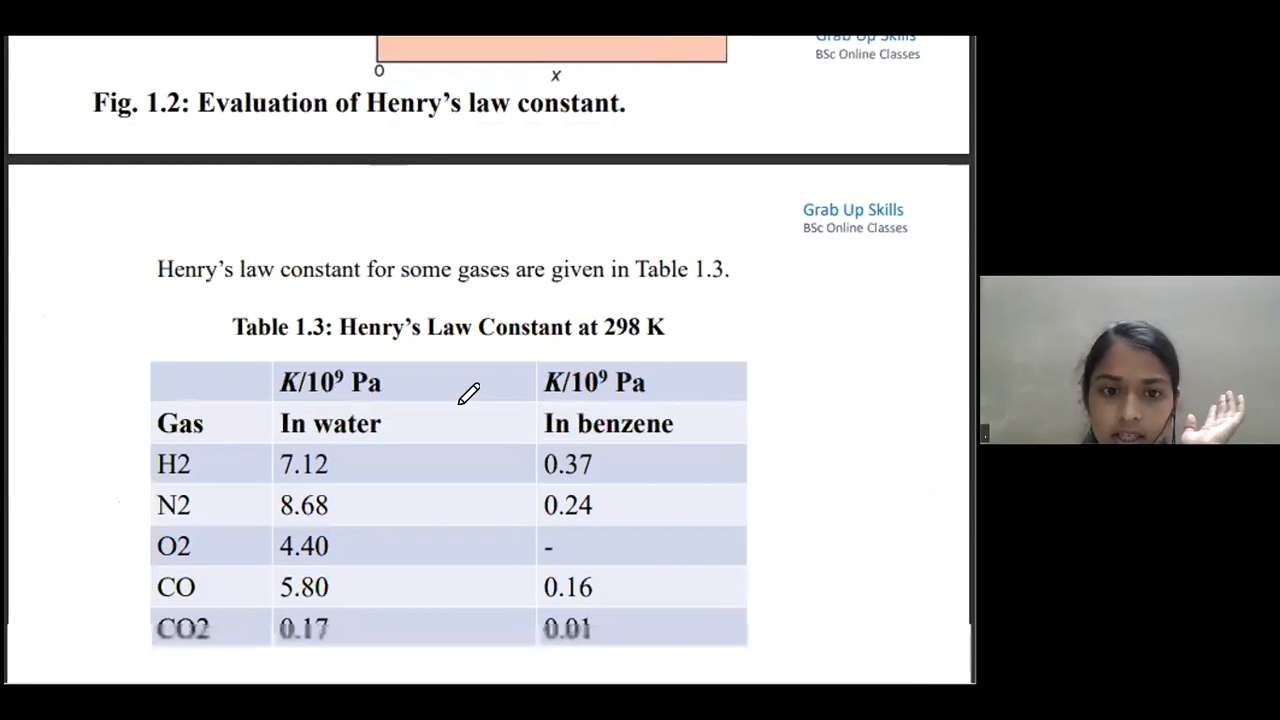 Grab Up Skills
BSc Online Classes
O
x
Fig. 1.2: Evaluation of Henry's law constant.
Grab Up Skills
BSc Online Classes
Henry's law constant for some gases are given in Table 1.3.
Table 1.3: Henry's Law Constant at 298 K
K/10⁹ Pa K/10⁹ Pa
Gas In water In benzene
H2 7.12 0.37
N2 8.68 0.24
O2 4.40 -
CO 5.80 0.16
CO2 0.17 0.01